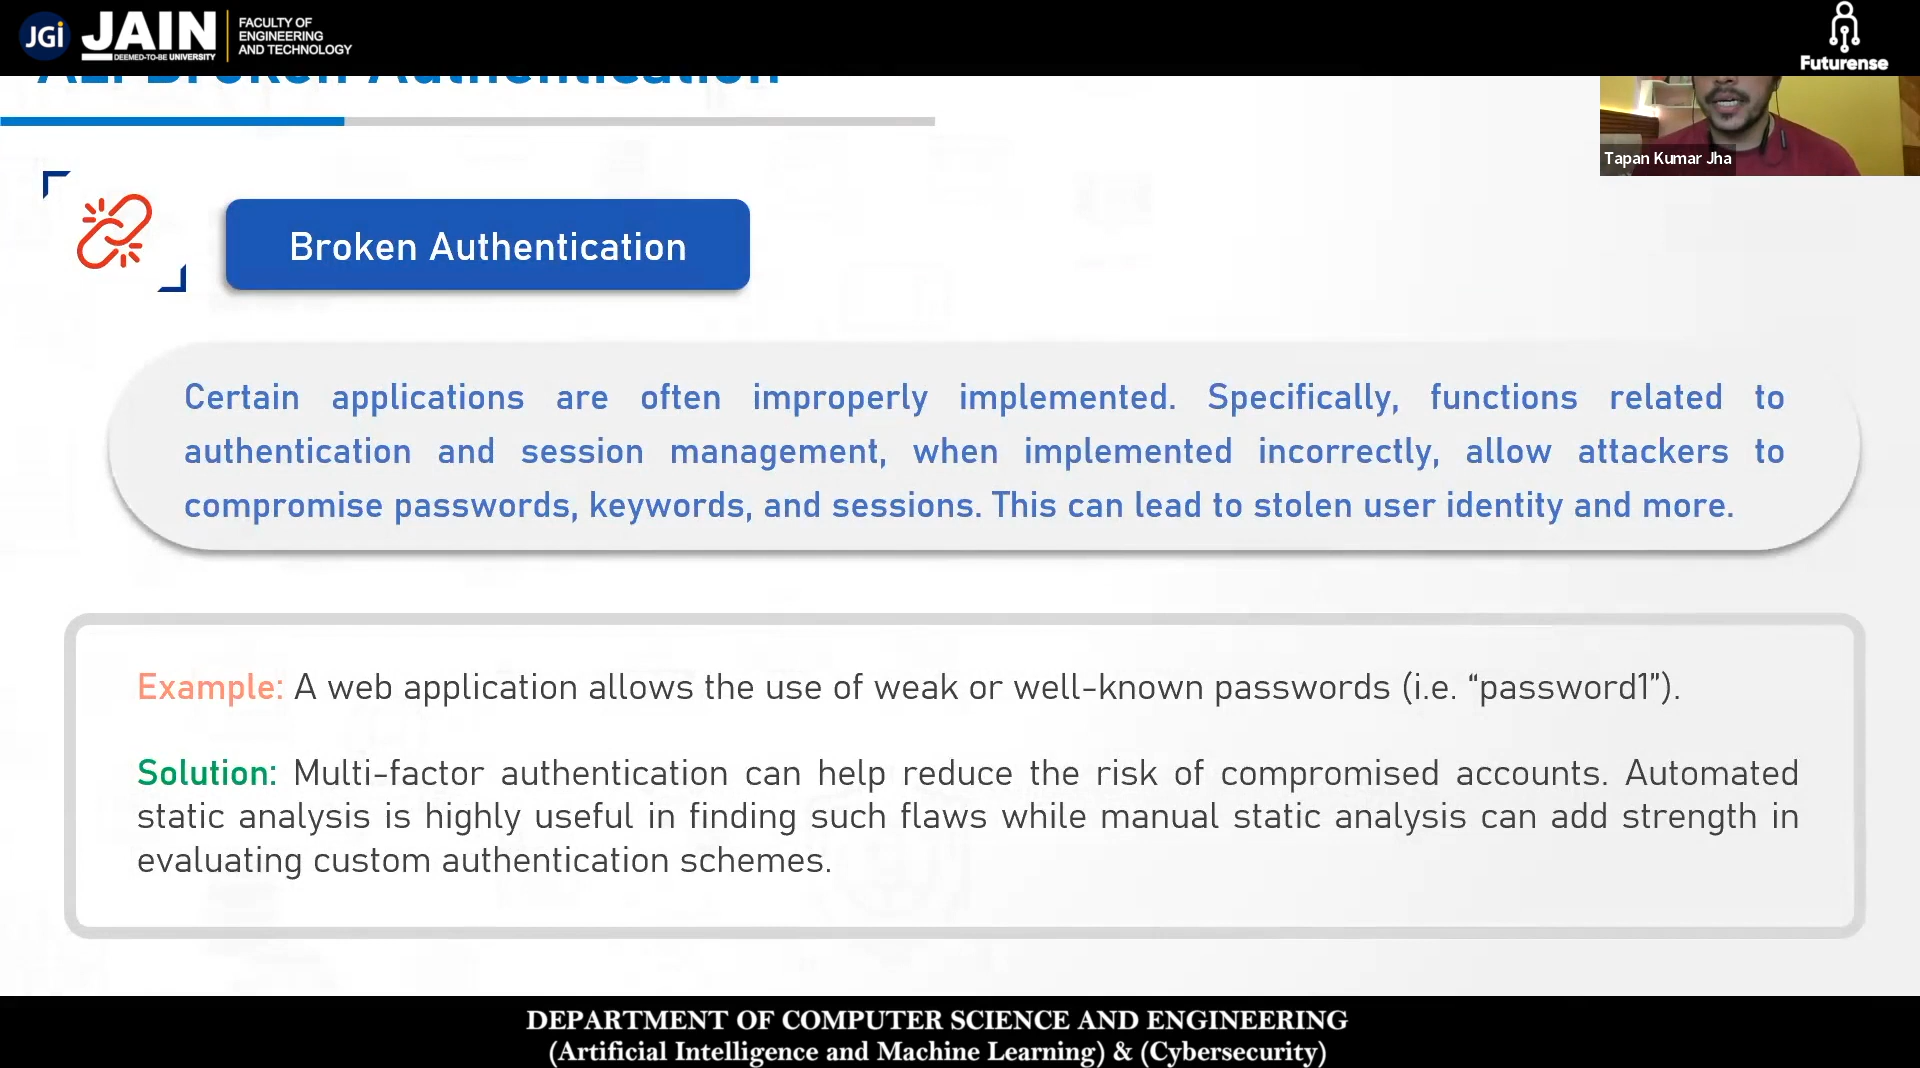 JGi JAIN
DEEMED-TO-BE UNIVERSITY
FACULTY OF
ENGINEERING
AND TECHNOLOGY
Futurense
Broken Authentication
Tapan Kumar Jha
Broken Authentication
Certain applications are often improperly implemented. Specifically, functions related to
authentication and session management, when implemented incorrectly, allow attackers to
compromise passwords, keywords, and sessions. This can lead to stolen user identity and more.
Example: A web application allows the use of weak or well-known passwords (i.e. “password1”).
Solution: Multi-factor authentication can help reduce the risk of compromised accounts. Automated
static analysis is highly useful in finding such flaws while manual static analysis can add strength in
evaluating custom authentication schemes.
DEPARTMENT OF COMPUTER SCIENCE AND ENGINEERING
(Artificial Intelligence and Machine Learning) & (Cybersecurity)